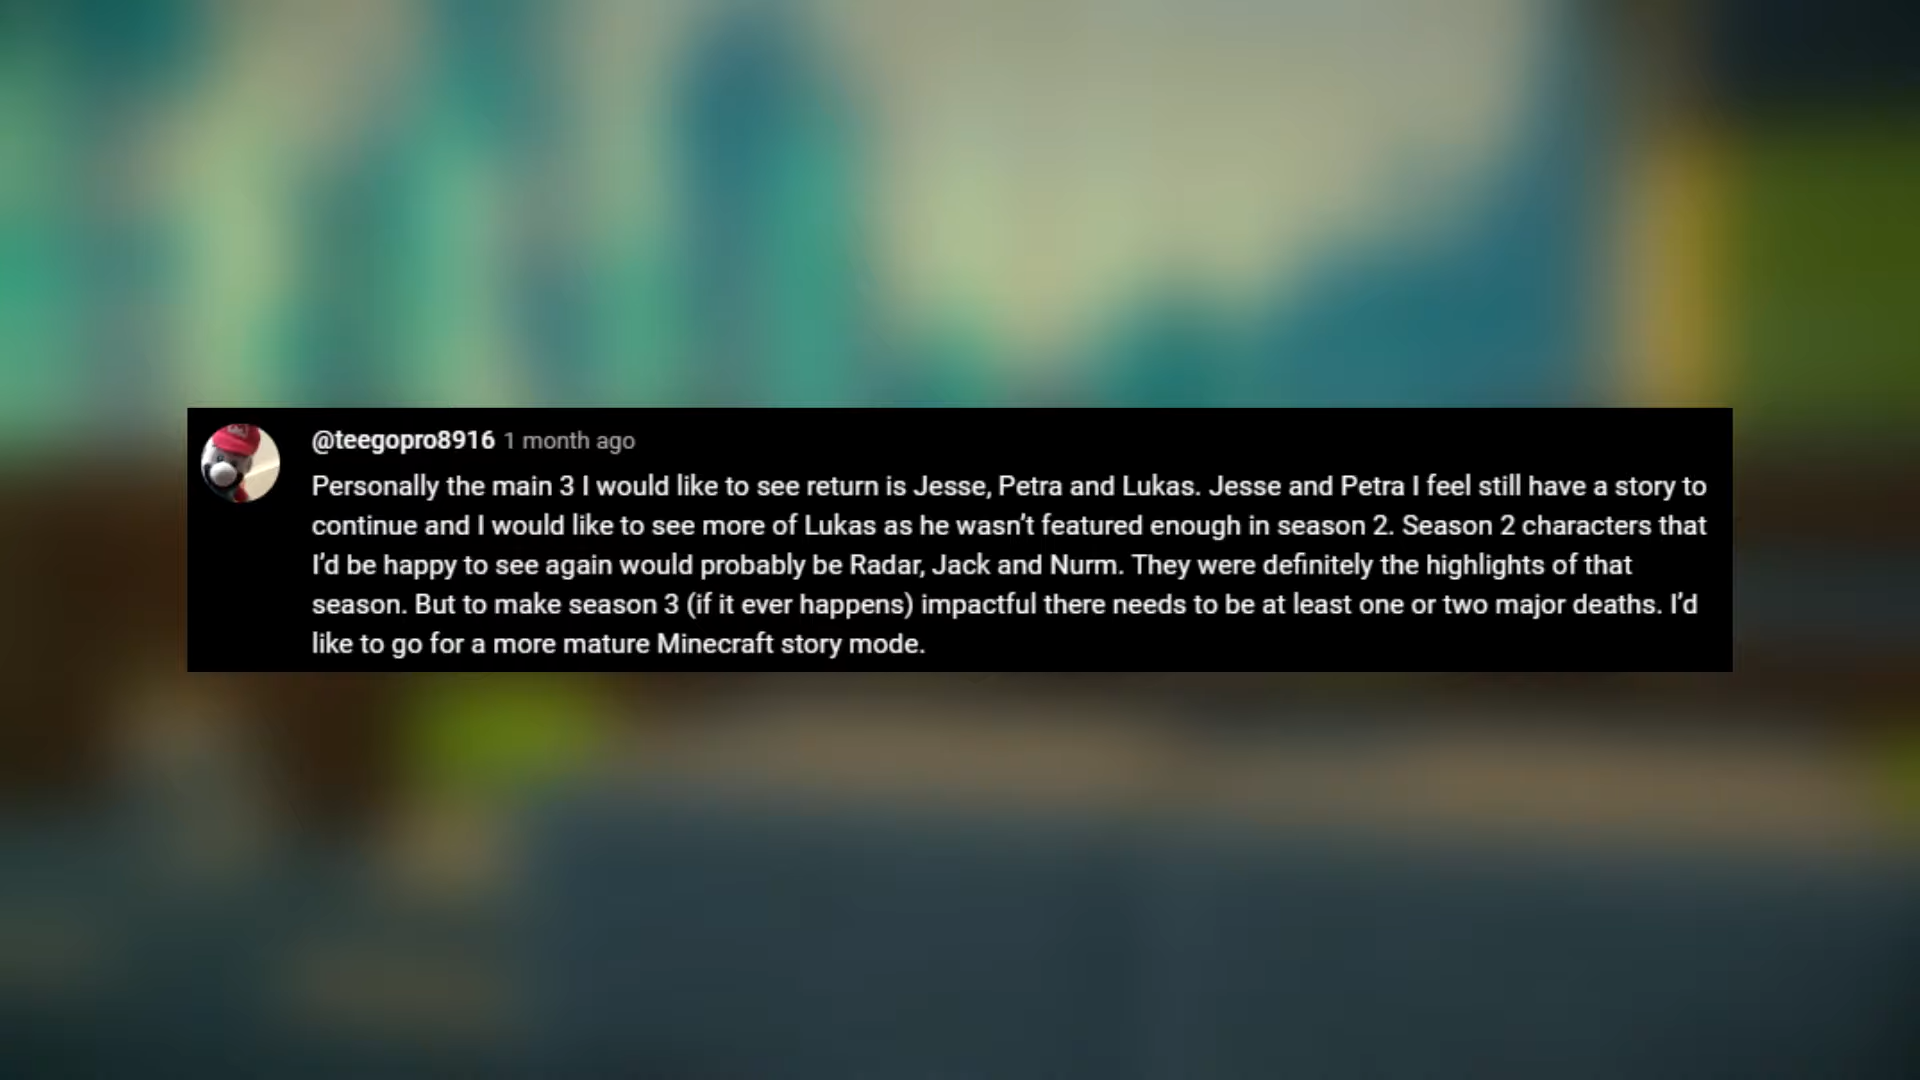 @teegopro8916 1 month ago
Personally the main 3 I would like to see return is Jesse, Petra and Lukas. Jesse and Petra I feel still have a story to
continue and I would like to see more of Lukas as he wasn’t featured enough in season 2. Season 2 characters that
I’d be happy to see again would probably be Radar, Jack and Nurm. They were definitely the highlights of that
season. But to make season 3 (if it ever happens) impactful there needs to be at least one or two major deaths. I’d
like to go for a more mature Minecraft story mode.